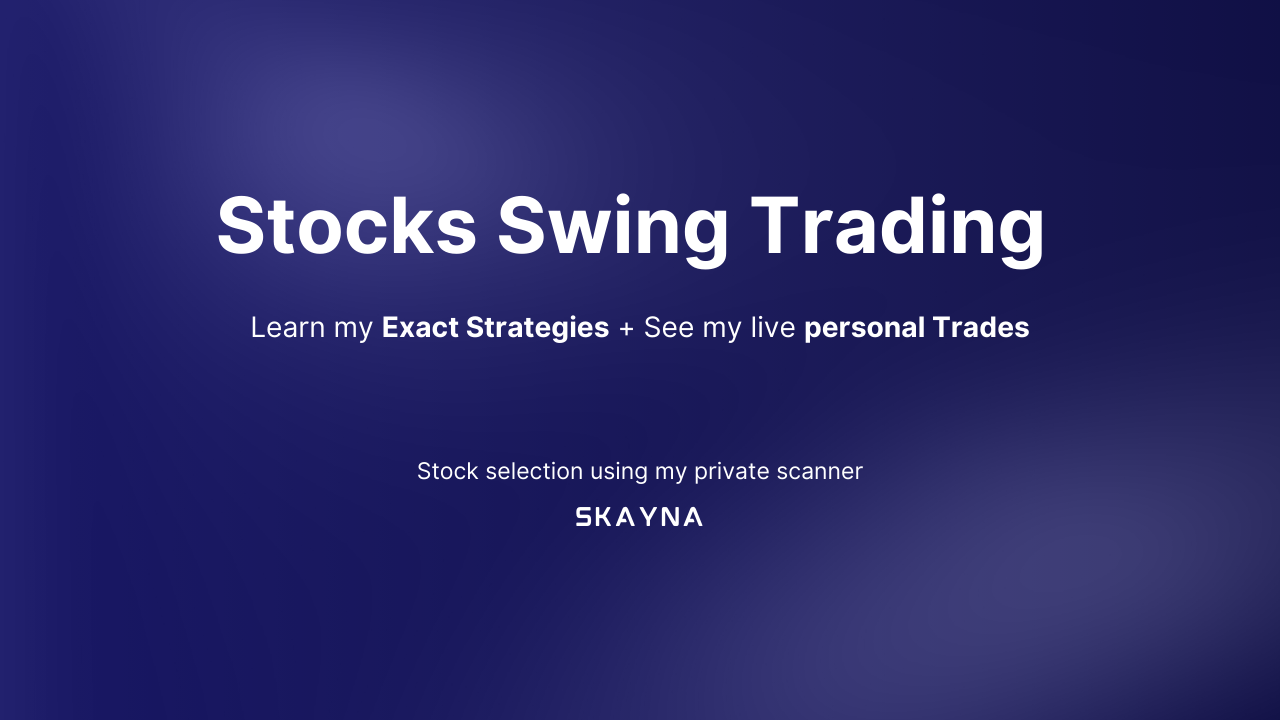 Stocks Swing Trading
Learn my Exact Strategies + See my live personal Trades
Stock selection using my private scanner
SKAYNA